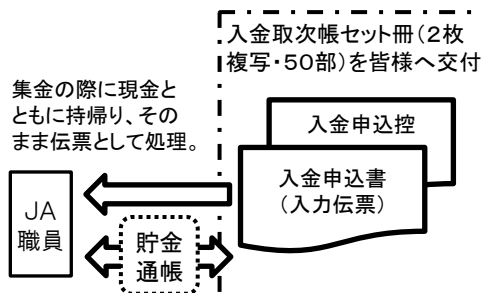 入金取次帳セット冊(2枚
複写・50部)を皆様へ交付
集金の際に現金と
ともに持帰り、その
まま伝票として処理。
入金申込控
入金申込書
(入力伝票)
JA
職員
貯金
通帳